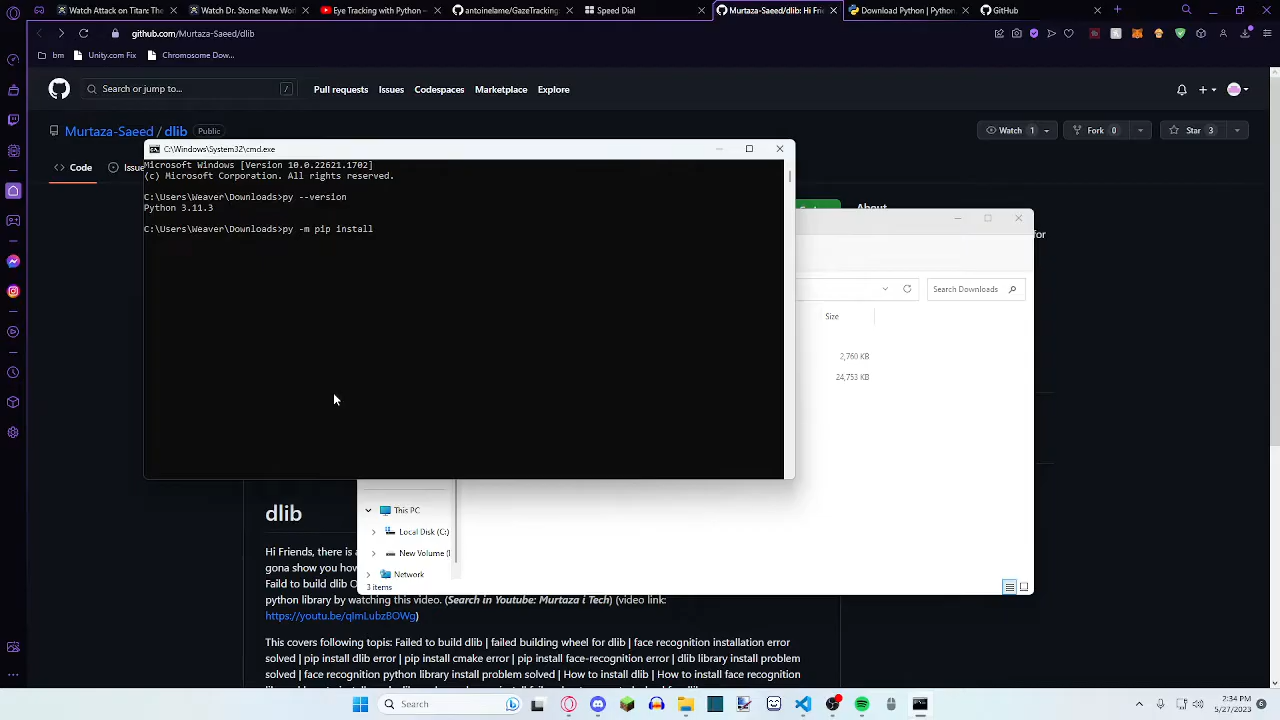 Watch Attack on Titan: The
Watch Dr. Stone: New Worl
Eye Tracking with Python
antoinelame/GazeTracking:
Speed Dial
Murtaza-Saeed/dlib: Hi Frie
Download Python | Python.
GitHub
github.com/Murtaza-Saeed/dlib
bm
Unity.com Fix
Chromosome Dow...
Search or jump to...
/
Pull requests
Issues
Codespaces
Marketplace
Explore
Murtaza-Saeed / dlib
Public
Watch 1
Fork 0
Star 3
Code
C:\Windows\System32\cmd.exe
Microsoft Windows [Version 10.0.22621.1702]
(c) Microsoft Corporation. All rights reserved.
C:\Users\Weaver\Downloads>py --version
Python 3.11.3
C:\Users\Weaver\Downloads>py -m pip install
About
for
Search Downloads
Size
2,760 KB
24,753 KB
This PC
Local Disk (C:)
New Volume (
Network
3 items
dlib
Hi Friends, there is a
gona show you how
Faild to build dlib O
python library by watching this video. (Search in Youtube: Murtaza i Tech) (video link:
https://youtu.be/qlmLubzBOWg)
This covers following topic: Failed to build dlib | failed building wheel for dlib | face recognition installation error
solved | pip install dlib error | pip install cmake error | pip install face-recognition error | dlib library install problem
solved | face recognition python library install problem solved | How to install dlib | How to install face recognition
Search
2:34 PM
5/27/2023